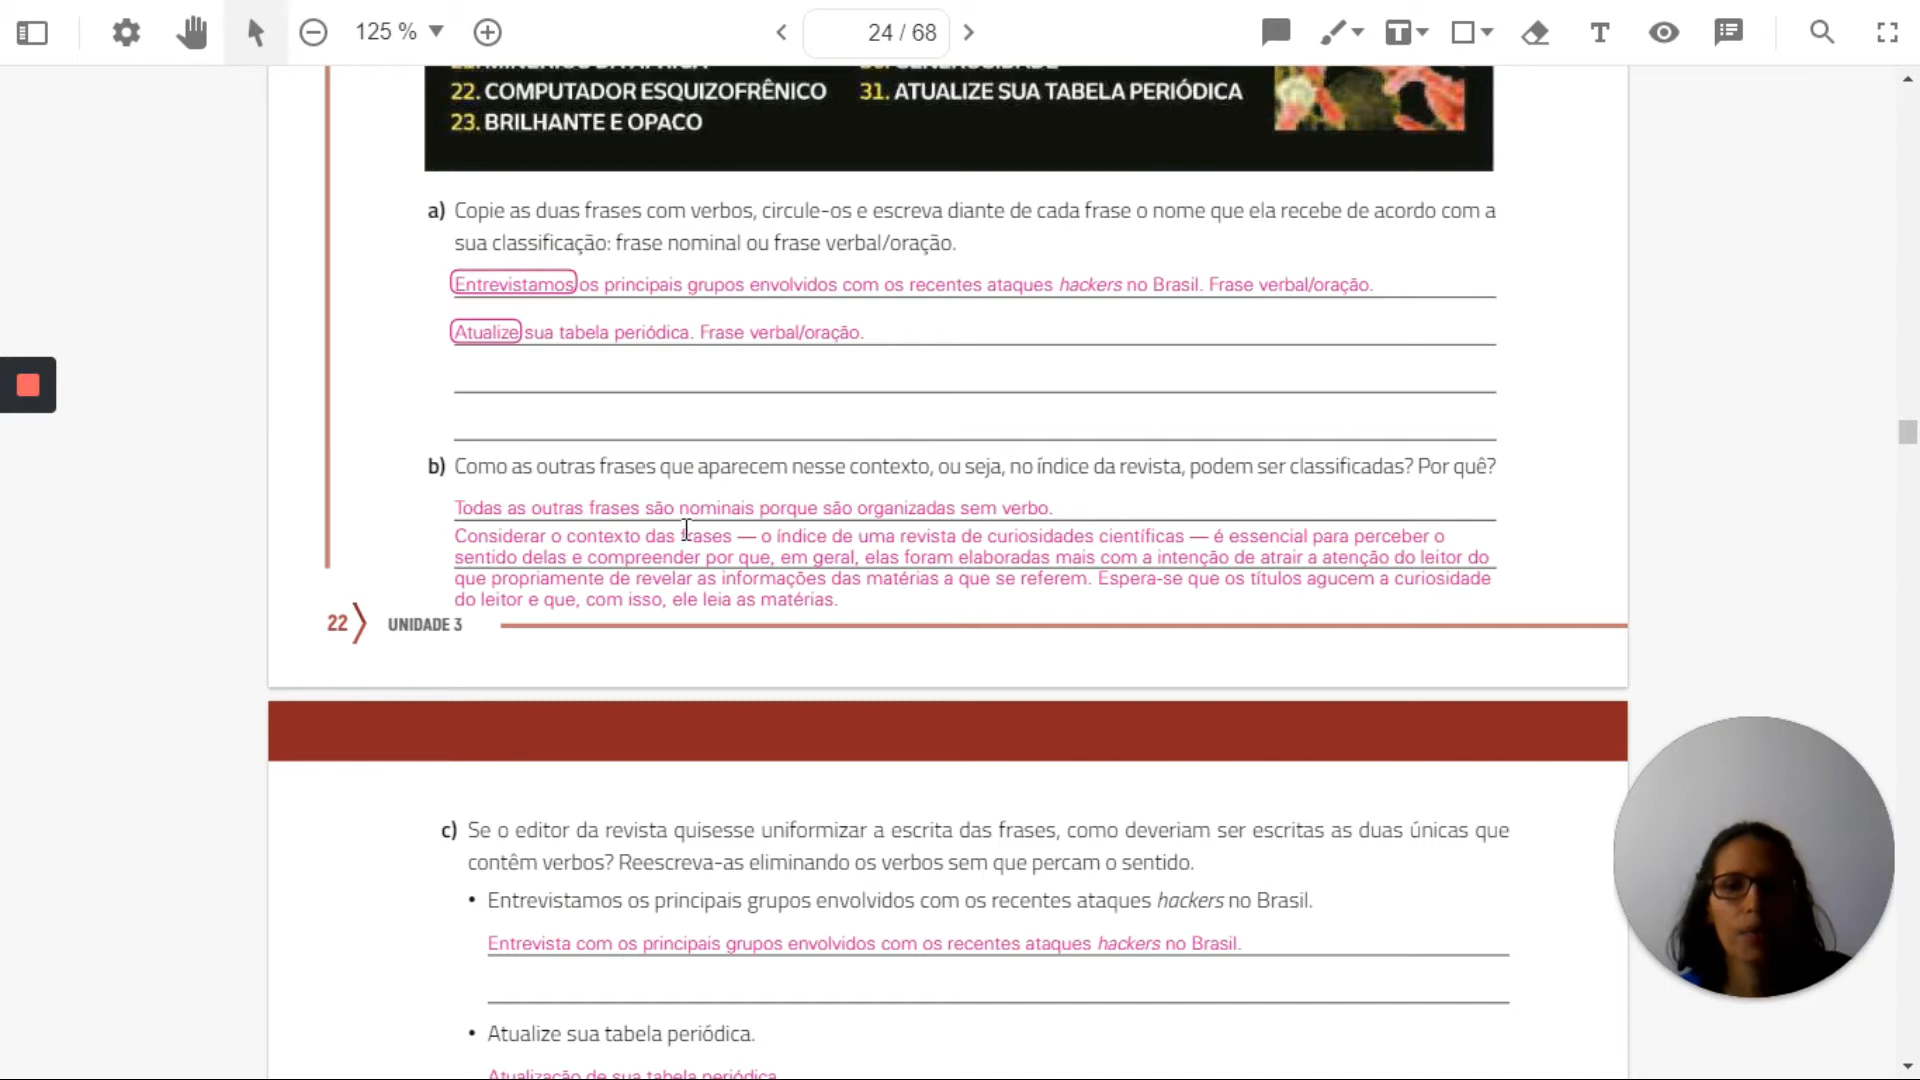 125 %
24 / 68
22. COMPUTADOR ESQUIZOFRÊNICO
31. ATUALIZE SUA TABELA PERIÓDICA
23. BRILHANTE E OPACO
a) Copie as duas frases com verbos, circule-os e escreva diante de cada frase o nome que ela recebe de acordo com a
sua classificação: frase nominal ou frase verbal/oração.
Entrevistamos os principais grupos envolvidos com os recentes ataques hackers no Brasil. Frase verbal/oração.
Atualize sua tabela periódica. Frase verbal/oração.
b) Como as outras frases que aparecem nesse contexto, ou seja, no índice da revista, podem ser classificadas? Por quê?
Todas as outras frases são nominais porque são organizadas sem verbo.
Considerar o contexto das frases — o índice de uma revista de curiosidades científicas — é essencial para perceber o
sentido delas e compreender por que, em geral, elas foram elaboradas mais com a intenção de atrair a atenção do leitor do
que propriamente de revelar as informações das matérias a que se referem. Espera-se que os títulos agucem a curiosidade
do leitor e que, com isso, ele leia as matérias.
22 UNIDADE 3
c) Se o editor da revista quisesse uniformizar a escrita das frases, como deveriam ser escritas as duas únicas que
contêm verbos? Reescreva-as eliminando os verbos sem que percam o sentido.
• Entrevistamos os principais grupos envolvidos com os recentes ataques hackers no Brasil.
Entrevista com os principais grupos envolvidos com os recentes ataques hackers no Brasil.
• Atualize sua tabela periódica.
Atualização de sua tabela periódica.